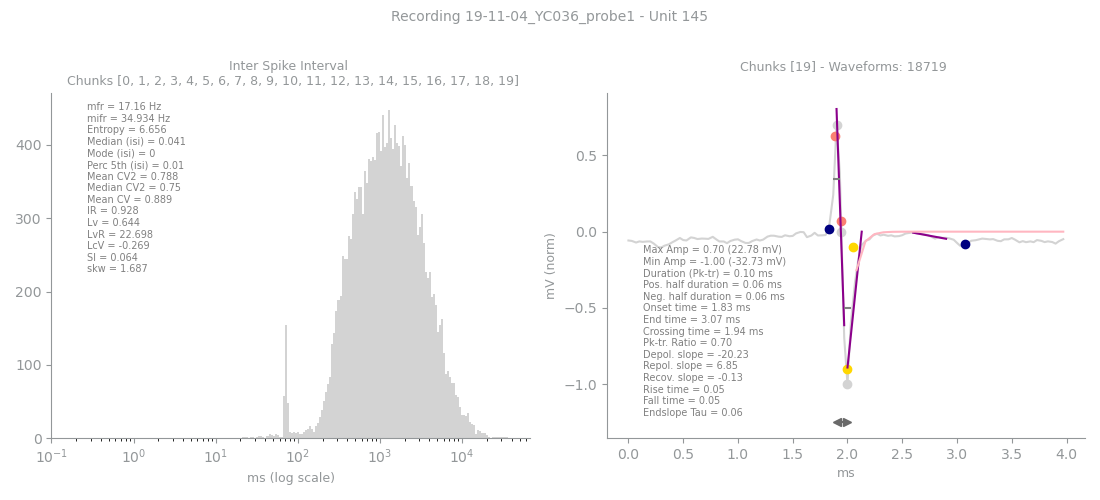 Recording 19-11-04_YC036_probe1 - Unit 145
Inter Spike Interval
Chunks [0, 1, 2, 3, 4, 5, 6, 7, 8, 9, 10, 11, 12, 13, 14, 15, 16, 17, 18, 19]
mfr = 17.16 Hz
mifr = 34.934 Hz
Entropy = 6.656
Median (isi) = 0.041
Mode (isi) = 0
Perc 5th (isi) = 0.01
Mean CV2 = 0.788
Median CV2 = 0.75
Mean CV = 0.889
IR = 0.928
Lv = 0.644
LvR = 22.698
LcV = -0.269
SI = 0.064
skw = 1.687
400
300
200
100
0
10⁻¹ 10⁰ 10¹ 10² 10³ 10⁴
ms (log scale)
Chunks [19] - Waveforms: 18719
mV (norm)
0.5
0.0
−0.5
−1.0
Max Amp = 0.70 (22.78 mV)
Min Amp = -1.00 (-32.73 mV)
Duration (Pk-tr) = 0.10 ms
Pos. half duration = 0.06 ms
Neg. half duration = 0.06 ms
Onset time = 1.83 ms
End time = 3.07 ms
Crossing time = 1.94 ms
Pk-tr. Ratio = 0.70
Depol. slope = -20.23
Repol. slope = 6.85
Recov. slope = -0.13
Rise time = 0.05
Fall time = 0.05
Endslope Tau = 0.06
0.0 0.5 1.0 1.5 2.0 2.5 3.0 3.5 4.0
ms